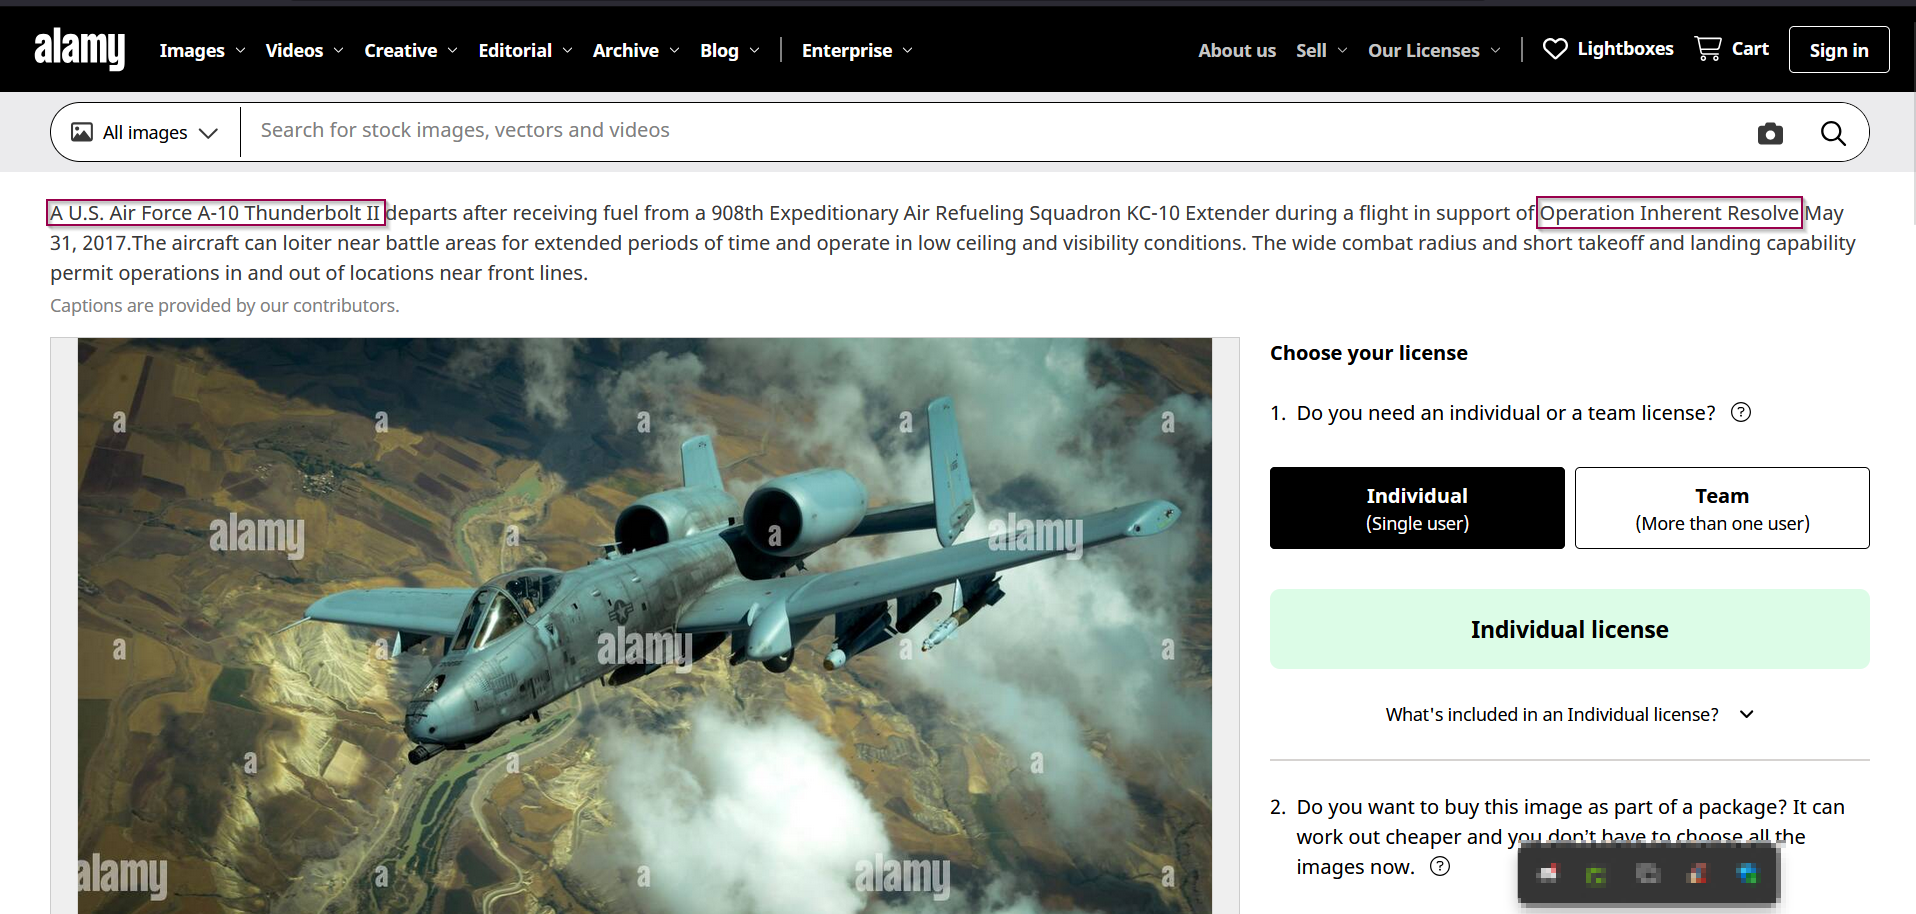 alamy Images Videos Creative Editorial Archive Blog Enterprise About us Sell Our Licenses Lightboxes Cart Sign in
All images Search for stock images, vectors and videos
A U.S. Air Force A-10 Thunderbolt II departs after receiving fuel from a 908th Expeditionary Air Refueling Squadron KC-10 Extender during a flight in support of Operation Inherent Resolve May
31, 2017.The aircraft can loiter near battle areas for extended periods of time and operate in low ceiling and visibility conditions. The wide combat radius and short takeoff and landing capability
permit operations in and out of locations near front lines.
Captions are provided by our contributors.
a a a a a
alamy a a alamy
a a alamy a a
a a a
alamy a a alamy a
Choose your license
1. Do you need an individual or a team license? ?
Individual
(Single user)
Team
(More than one user)
Individual license
What's included in an Individual license?
2. Do you want to buy this image as part of a package? It can
work out cheaper and you don’t have to choose all the
images now. ?